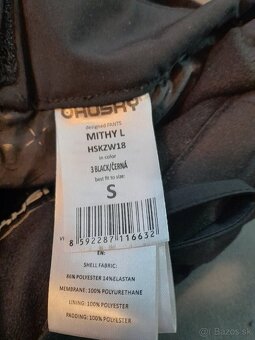 HUSKY
designed PANTS
MITHY L
HSKZW18
in color
3 BLACK/ČERNÁ
best fit to size:
S
8 592287 116632
EN:
SHELL FABRIC:
86% POLYESTER 14%ELASTAN
MEMBRANE: 100% POLYURETHANE
LINING: 100% POLYESTER
PADDING: 100% POLYESTER
bazar.sk